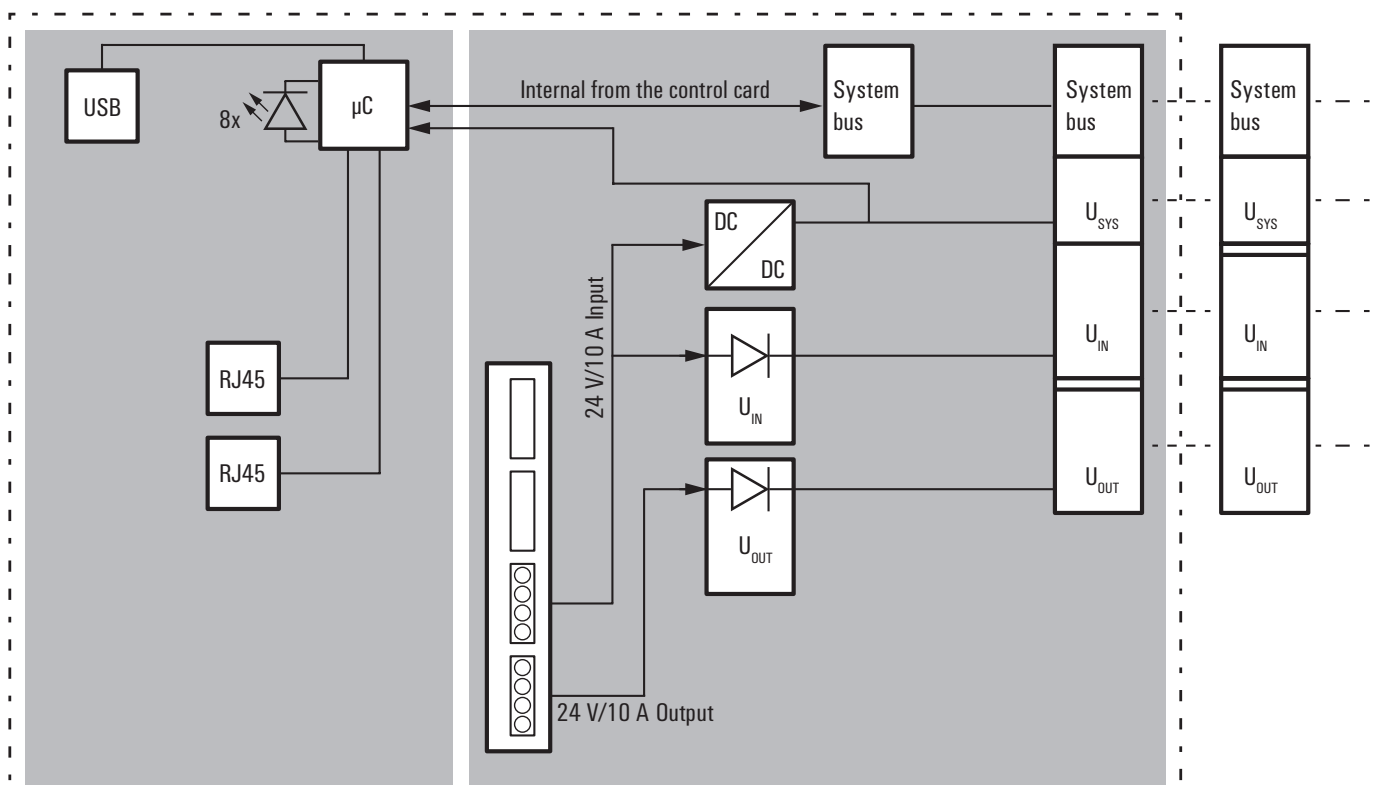 USB
8x
µC
Internal from the control card
System
bus
System
bus
System
bus
DC
DC
U_SYS
U_SYS
24 V/10 A Input
RJ45
U_IN
U_IN
U_IN
RJ45
U_OUT
U_OUT
U_OUT
24 V/10 A Output